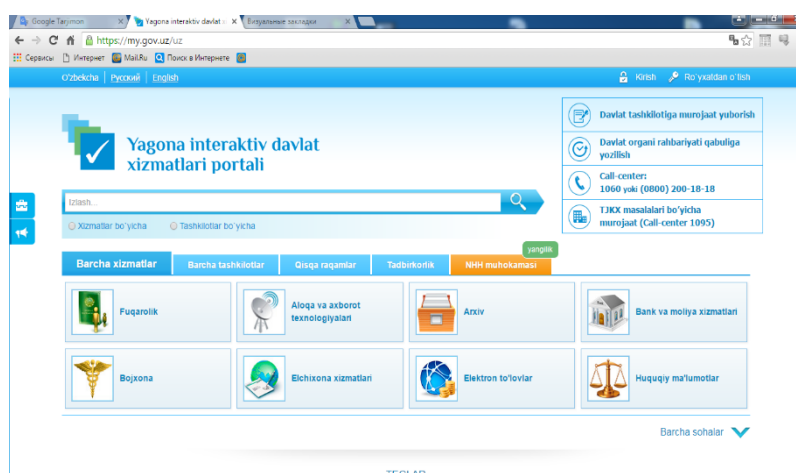 Google Tarjimon
Yagona interaktiv davlat
Визуальные закладки
https://my.gov.uz/uz
Сервисы
Интернет
Mail.Ru
Поиск в Интернете
O'zbekcha | Русский | English
Kirish
Ro'yxatdan o'tish
Yagona interaktiv davlat
xizmatlari portali
Davlat tashkilotiga murojaat yuborish
Davlat organi rahbariyati qabuliga
yozilish
Call-center:
1060 yoki (0800) 200-18-18
TJKX masalalari bo'yicha
murojaat (Call-center 1095)
Izlash...
Xizmatlar bo'yicha
Tashkilotlar bo'yicha
yangilik
Barcha xizmatlar
Barcha tashkilotlar
Qisqa raqamlar
Tadbirkorlik
NHH muhokamasi
Fuqarolik
Aloqa va axborot
texnologiyalari
Arxiv
Bank va moliya xizmatlari
Bojxona
Elchixona xizmatlari
Elektron to'lovlar
Huquqiy ma'lumotlar
Barcha sohalar